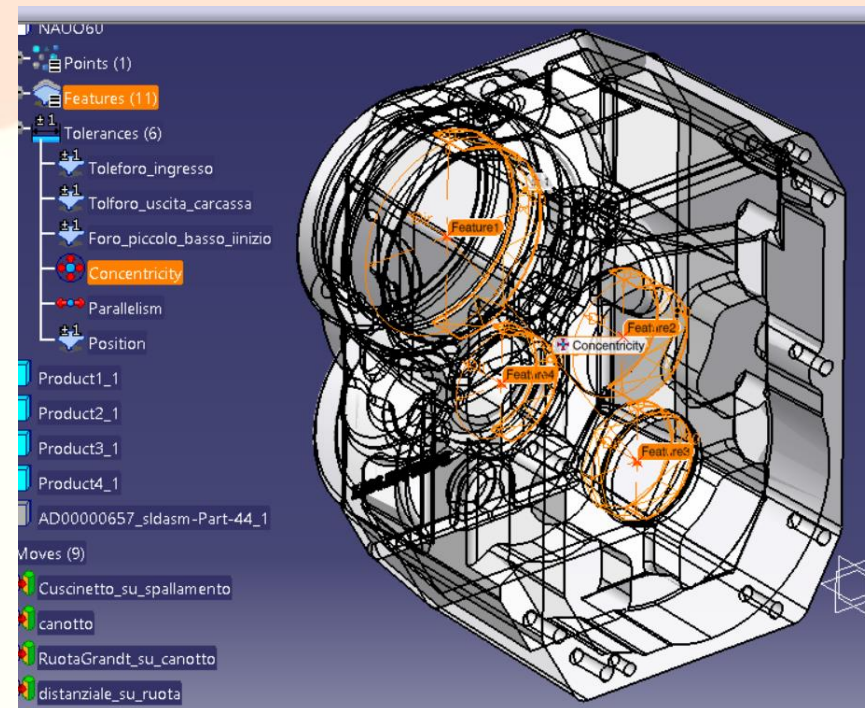 NAUO60
Points (1)
Features (11)
Tolerances (6)
Toleforo_ingresso
Tolforo_uscita_carcassa
Foro_piccolo_basso_iinizio
Concentricity
Parallelism
Position
Product1_1
Product2_1
Product3_1
Product4_1
AD00000657_sldasm-Part-44_1
Moves (9)
Cuscinetto_su_spallamento
canotto
RuotaGrandt_su_canotto
distanziale_su_ruota
Feature1
Feature2
Concentricity
Feature4
Feature3